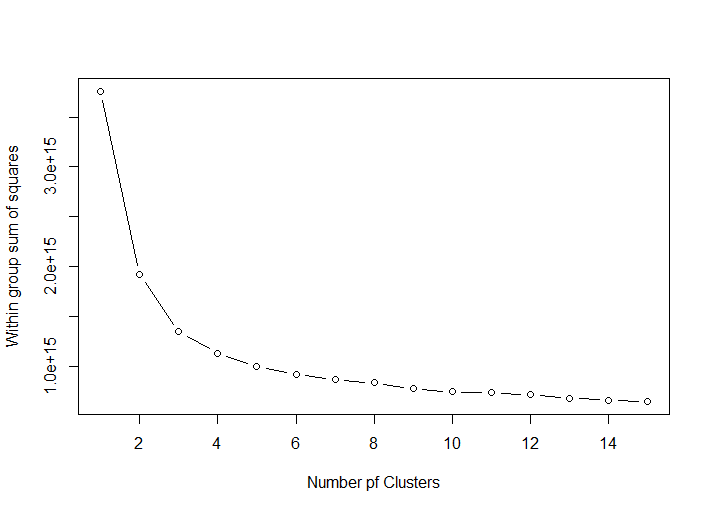 Within group sum of squares
3.0e+15
2.0e+15
1.0e+15
2 4 6 8 10 12 14
Number pf Clusters